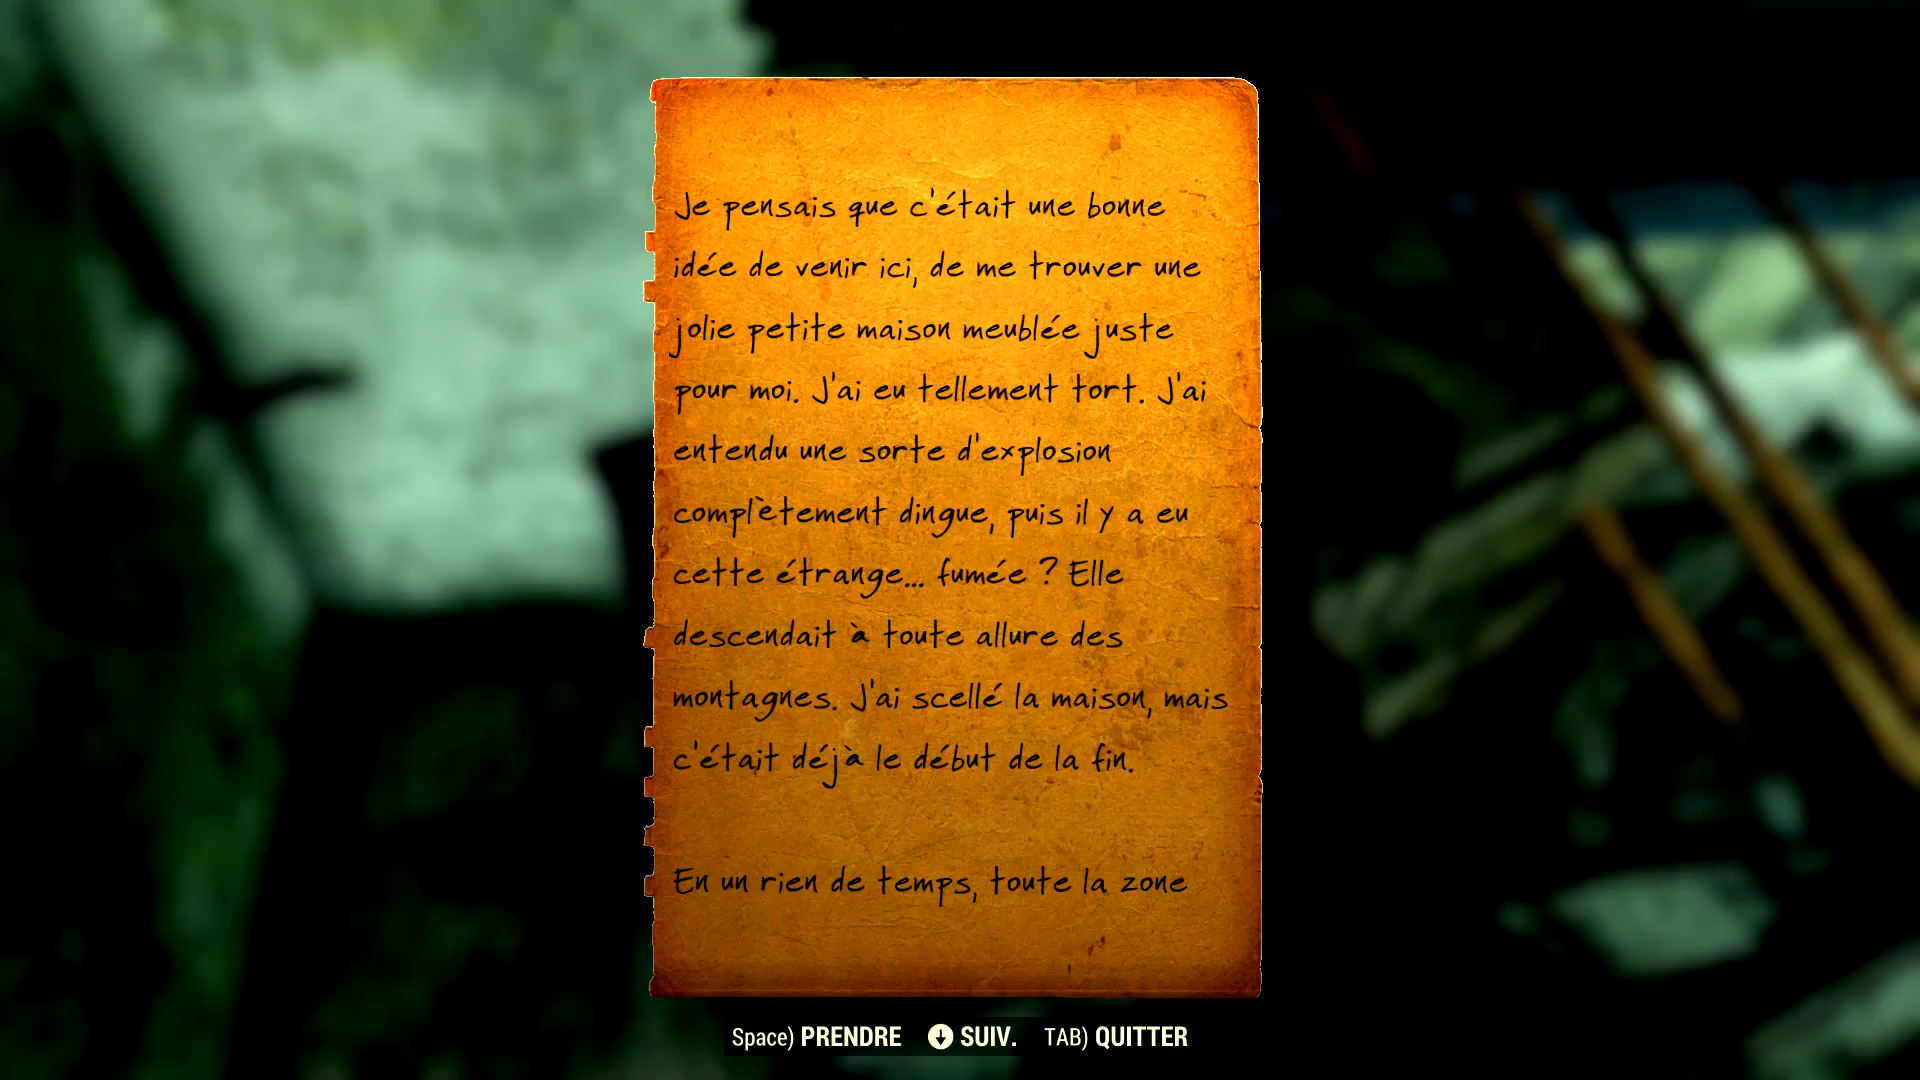 Je pensais que c'était une bonne
idée de venir ici, de me trouver une
jolie petite maison meublée juste
pour moi. J'ai eu tellement tort. J'ai
entendu une sorte d'explosion
complètement dingue, puis il y a eu
cette étrange... fumée ? Elle
descendait à toute allure des
montagnes. J'ai scellé la maison, mais
c'était déjà le début de la fin.
En un rien de temps, toute la zone
Space) PRENDRE SUIV. TAB) QUITTER